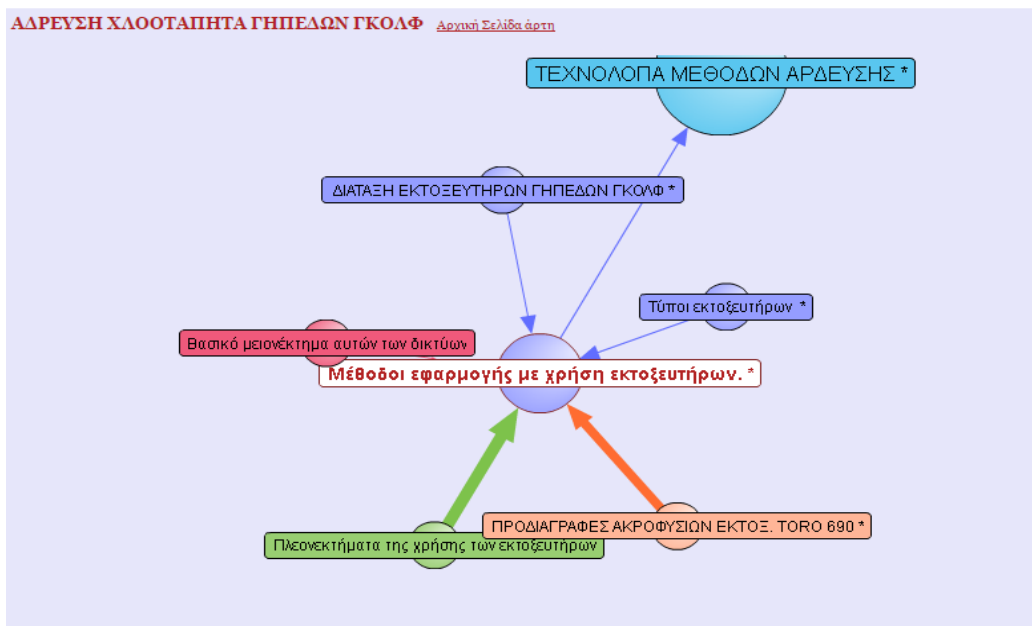 ΑΔΡΕΥΣΗ ΧΛΟΟΤΑΠΗΤΑ ΓΗΠΕΔΩΝ ΓΚΟΛΦ Αρχική Σελίδα άρτη
ΤΕΧΝΟΛΟΓΙΑ ΜΕΘΟΔΩΝ ΑΡΔΕΥΣΗΣ *
ΔΙΑΤΑΞΗ ΕΚΤΟΞΕΥΤΗΡΩΝ ΓΗΠΕΔΩΝ ΓΚΟΛΦ *
Τύποι εκτοξευτήρων *
Βασικό μειονέκτημα αυτών των δικτύων
Μέθοδοι εφαρμογής με χρήση εκτοξευτήρων. *
ΠΡΟΔΙΑΓΡΑΦΕΣ ΑΚΡΟΦΥΣΙΩΝ ΕΚΤΟΞ. TORO 690 *
Πλεονεκτήματα της χρήσης των εκτοξευτήρων